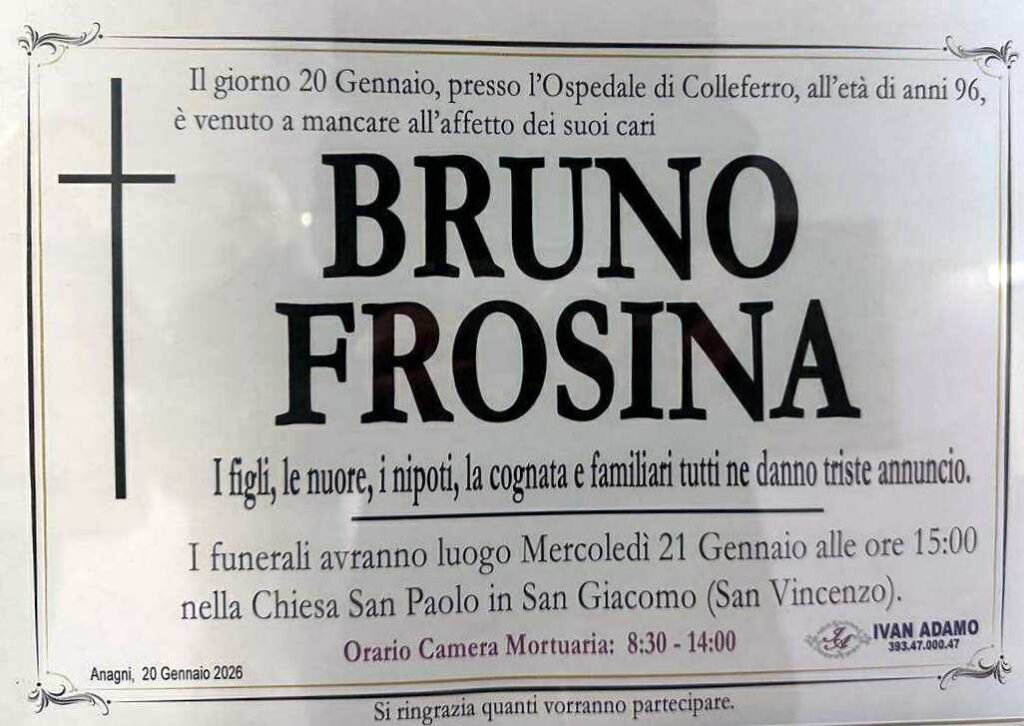 Il giorno 20 Gennaio, presso l'Ospedale di Colleferro, all'età di anni 96,
è venuto a mancare all'affetto dei suoi cari
BRUNO
FROSINA
I figli, le nuore, i nipoti, la cognata e familiari tutti ne danno triste annuncio.
I funerali avranno luogo Mercoledì 21 Gennaio alle ore 15:00
nella Chiesa San Paolo in San Giacomo (San Vincenzo).
Orario Camera Mortuaria: 8:30 - 14:00
IVAN ADAMO
393.47.000.47
Anagni, 20 Gennaio 2026
Si ringrazia quanti vorranno partecipare.